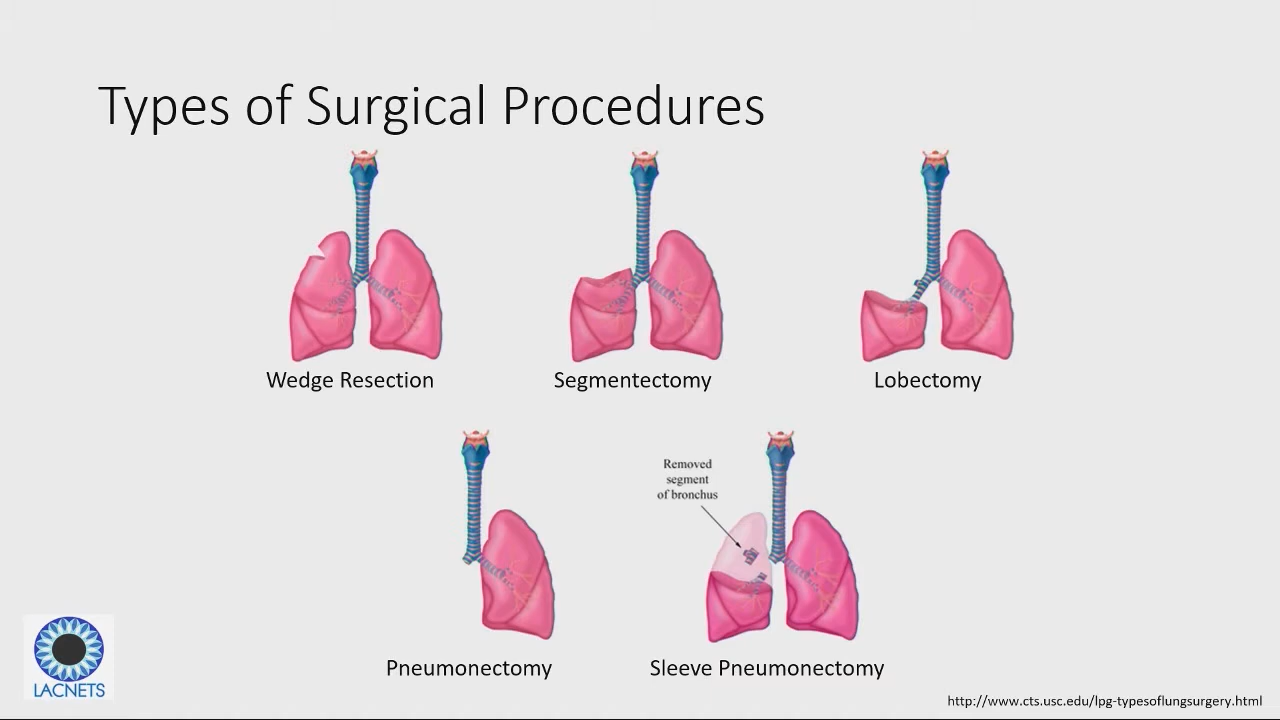 Types of Surgical Procedures
Wedge Resection
Segmentectomy
Lobectomy
Removed
segment
of bronchus
Pneumonectomy
Sleeve Pneumonectomy
LACNETS
http://www.cts.usc.edu/lpg-typesoflungsurgery.html